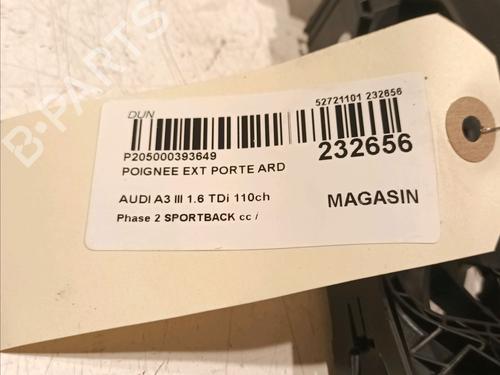 B-PARTS
DUN
52721101 232656
P205000393649
232656
POIGNEE EXT PORTE ARD
AUDI A3 III 1.6 TDi 110ch
MAGASIN
Phase 2 SPORTBACK cc /